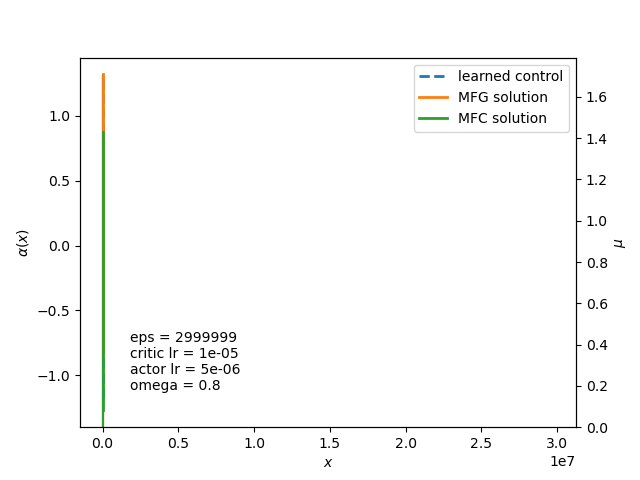 learned control
MFG solution
MFC solution
1.0
0.5
0.0
−0.5
−1.0
α(x)
1.6
1.4
1.2
1.0
0.8
0.6
0.4
0.2
0.0
μ
eps = 2999999
critic lr = 1e-05
actor lr = 5e-06
omega = 0.8
0.0 0.5 1.0 1.5 2.0 2.5 3.0
1e7
x